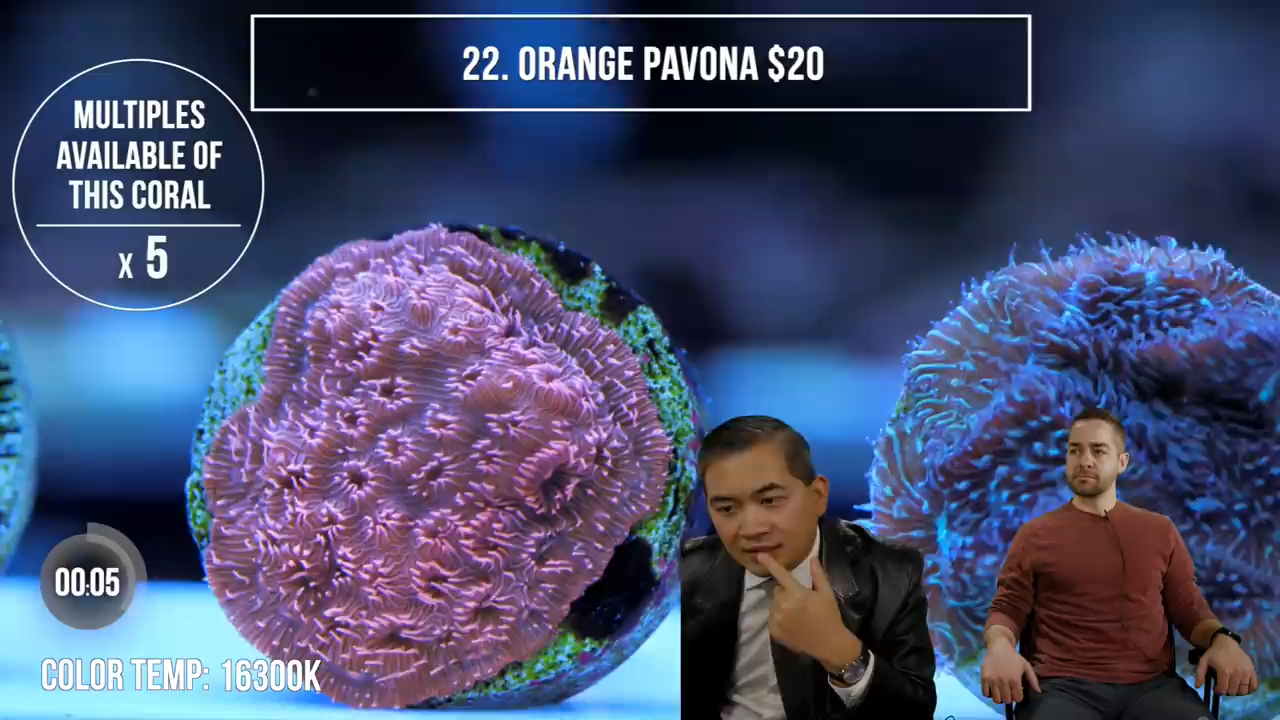 22. ORANGE PAVONA $20
MULTIPLES
AVAILABLE OF
THIS CORAL
x 5
00:05
COLOR TEMP: 16300K